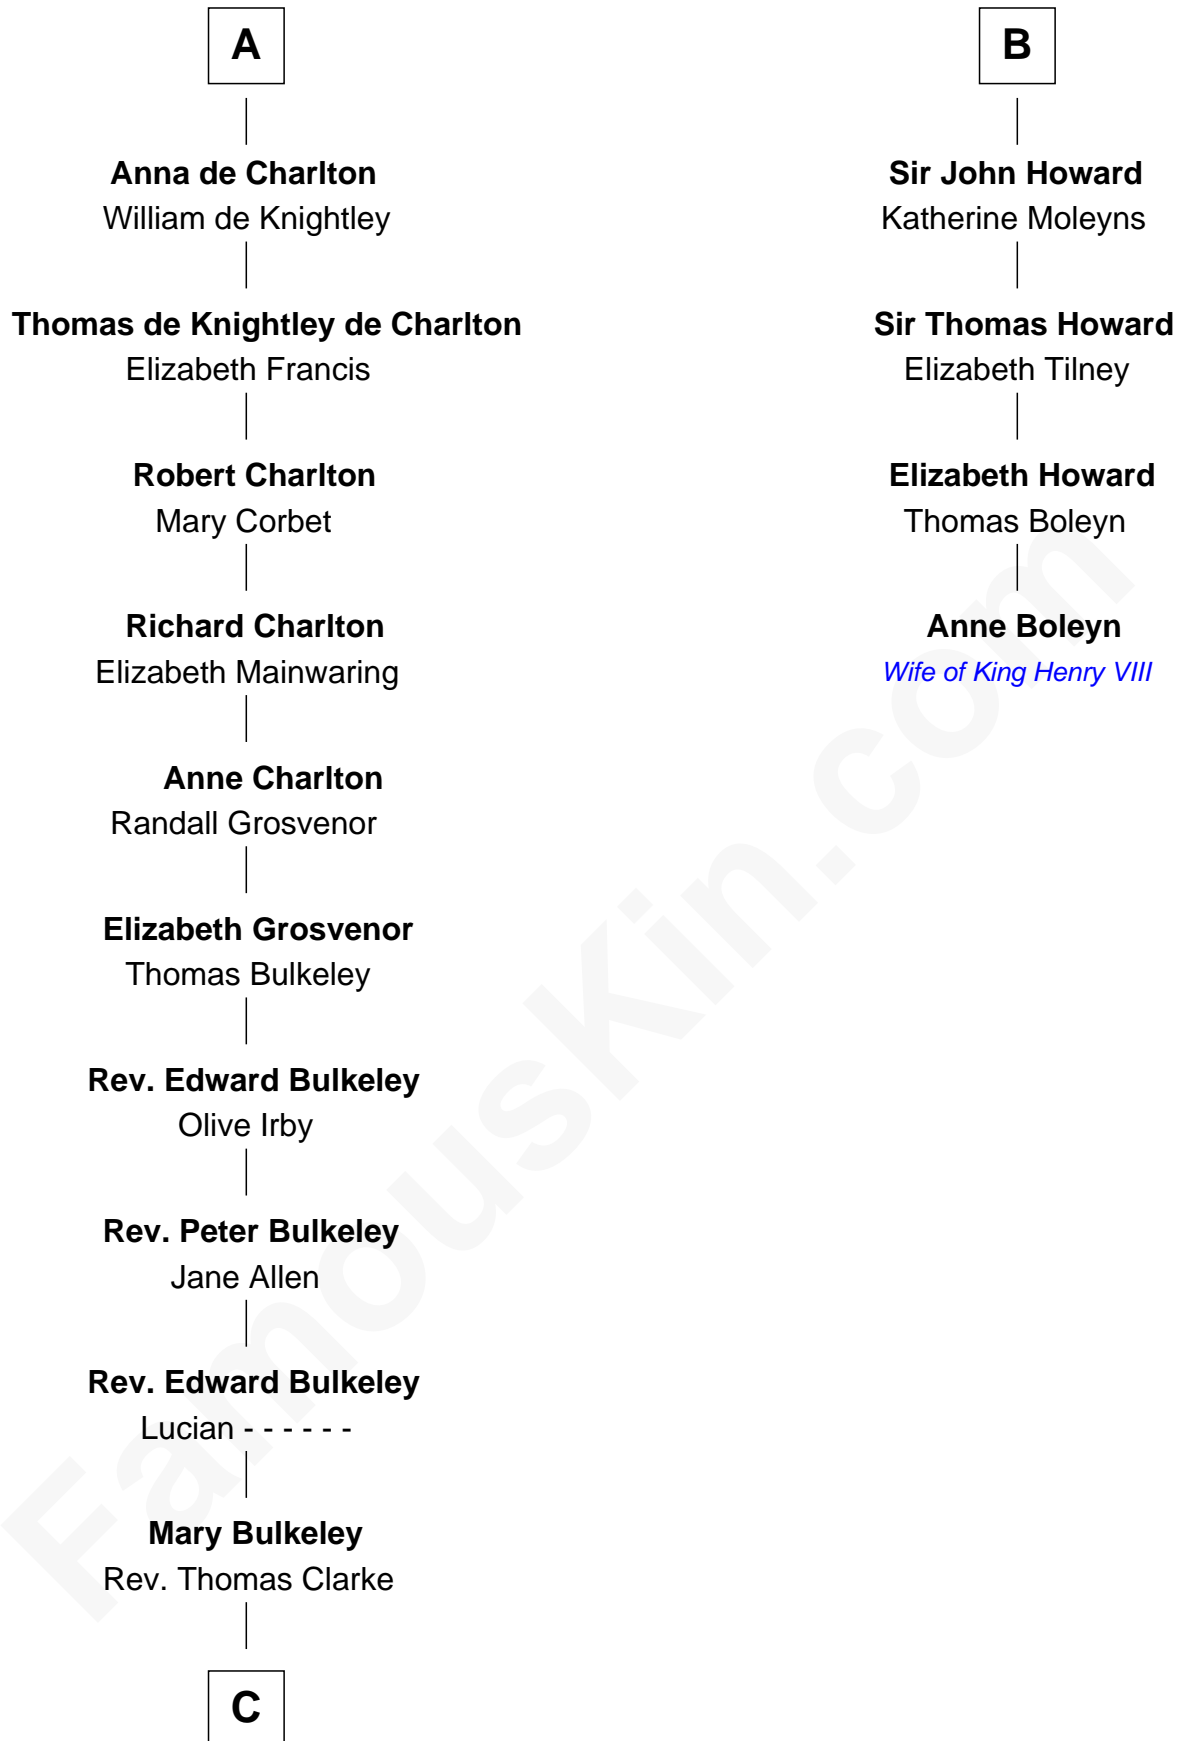 A
Anna de Charlton
William de Knightley
Thomas de Knightley de Charlton
Elizabeth Francis
Robert Charlton
Mary Corbet
Richard Charlton
Elizabeth Mainwaring
Anne Charlton
Randall Grosvenor
Elizabeth Grosvenor
Thomas Bulkeley
Rev. Edward Bulkeley
Olive Irby
Rev. Peter Bulkeley
Jane Allen
Rev. Edward Bulkeley
Lucian - - - - - -
Mary Bulkeley
Rev. Thomas Clarke
C
B
Sir John Howard
Katherine Moleyns
Sir Thomas Howard
Elizabeth Tilney
Elizabeth Howard
Thomas Boleyn
Anne Boleyn
Wife of King Henry VIII
FamousKin.com